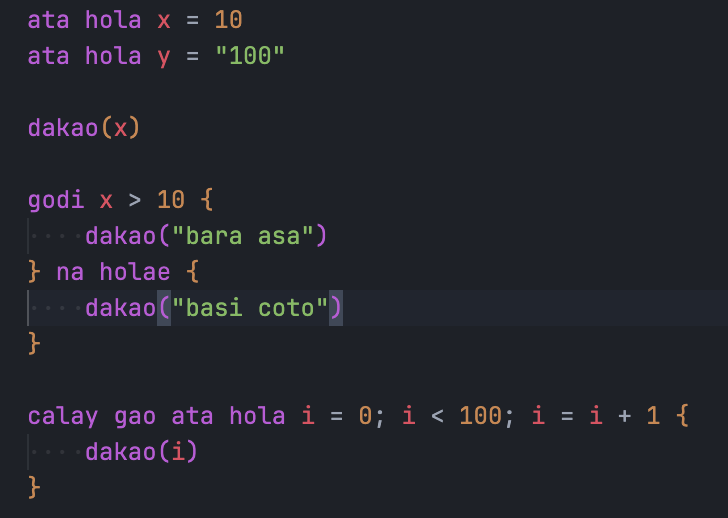 ata hola x = 10
ata hola y = "100"
dakao(x)
godi x > 10 {
dakao("bara asa")
} na holae {
dakao("basi coto")
}
calay gao ata hola i = 0; i < 100; i = i + 1 {
dakao(i)
}